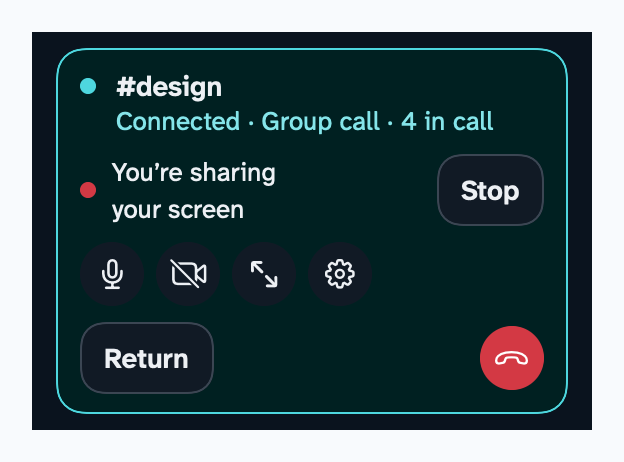 #design
Connected · Group call · 4 in call
You’re sharing
your screen
Stop
Return